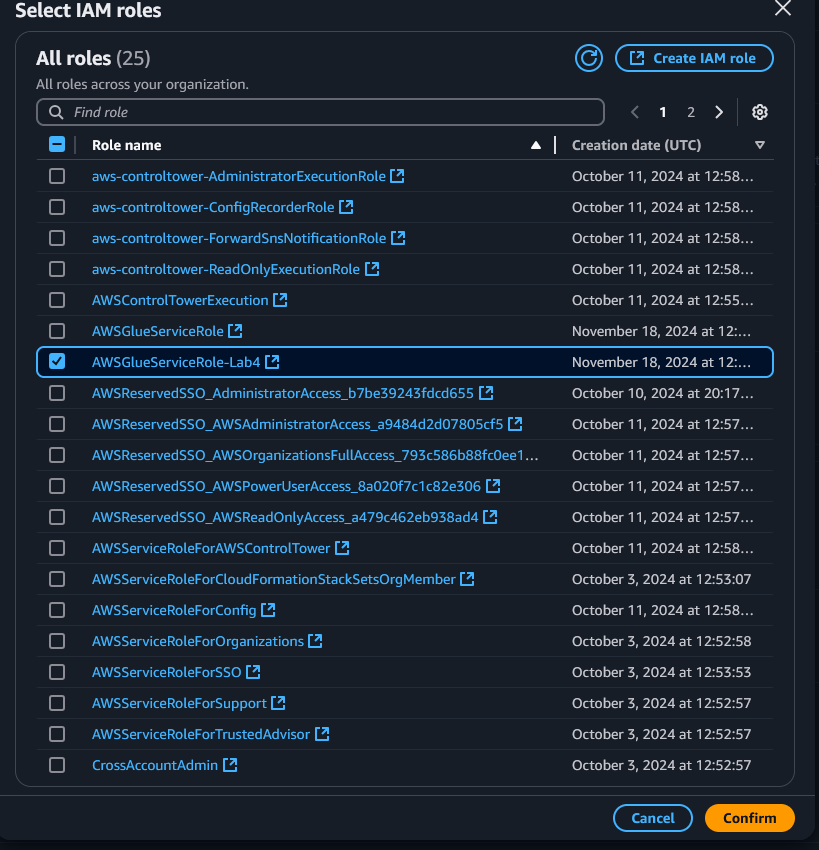 Select IAM roles
All roles (25)
Create IAM role
All roles across your organization.
Find role
1 2
Role name Creation date (UTC)
aws-controltower-AdministratorExecutionRole October 11, 2024 at 12:58...
aws-controltower-ConfigRecorderRole October 11, 2024 at 12:58...
aws-controltower-ForwardSnsNotificationRole October 11, 2024 at 12:58...
aws-controltower-ReadOnlyExecutionRole October 11, 2024 at 12:58...
AWSControlTowerExecution October 11, 2024 at 12:55...
AWSGlueServiceRole November 18, 2024 at 12:...
AWSGlueServiceRole-Lab4 November 18, 2024 at 12:...
AWSReservedSSO_AdministratorAccess_b7be39243fdcd655 October 10, 2024 at 20:17...
AWSReservedSSO_AWSAdministratorAccess_a9484d2d07805cf5 October 11, 2024 at 12:57...
AWSReservedSSO_AWSOrganizationsFullAccess_793c586b88fc0ee1... October 11, 2024 at 12:57...
AWSReservedSSO_AWSPowerUserAccess_8a020f7c1c82e306 October 11, 2024 at 12:57...
AWSReservedSSO_AWSReadOnlyAccess_a479c462eb938ad4 October 11, 2024 at 12:57...
AWSServiceRoleForAWSControlTower October 11, 2024 at 12:58...
AWSServiceRoleForCloudFormationStackSetsOrgMember October 3, 2024 at 12:53:07
AWSServiceRoleForConfig October 11, 2024 at 12:58...
AWSServiceRoleForOrganizations October 3, 2024 at 12:52:58
AWSServiceRoleForSSO October 3, 2024 at 12:53:53
AWSServiceRoleForSupport October 3, 2024 at 12:52:57
AWSServiceRoleForTrustedAdvisor October 3, 2024 at 12:52:57
CrossAccountAdmin October 3, 2024 at 12:52:57
Cancel Confirm